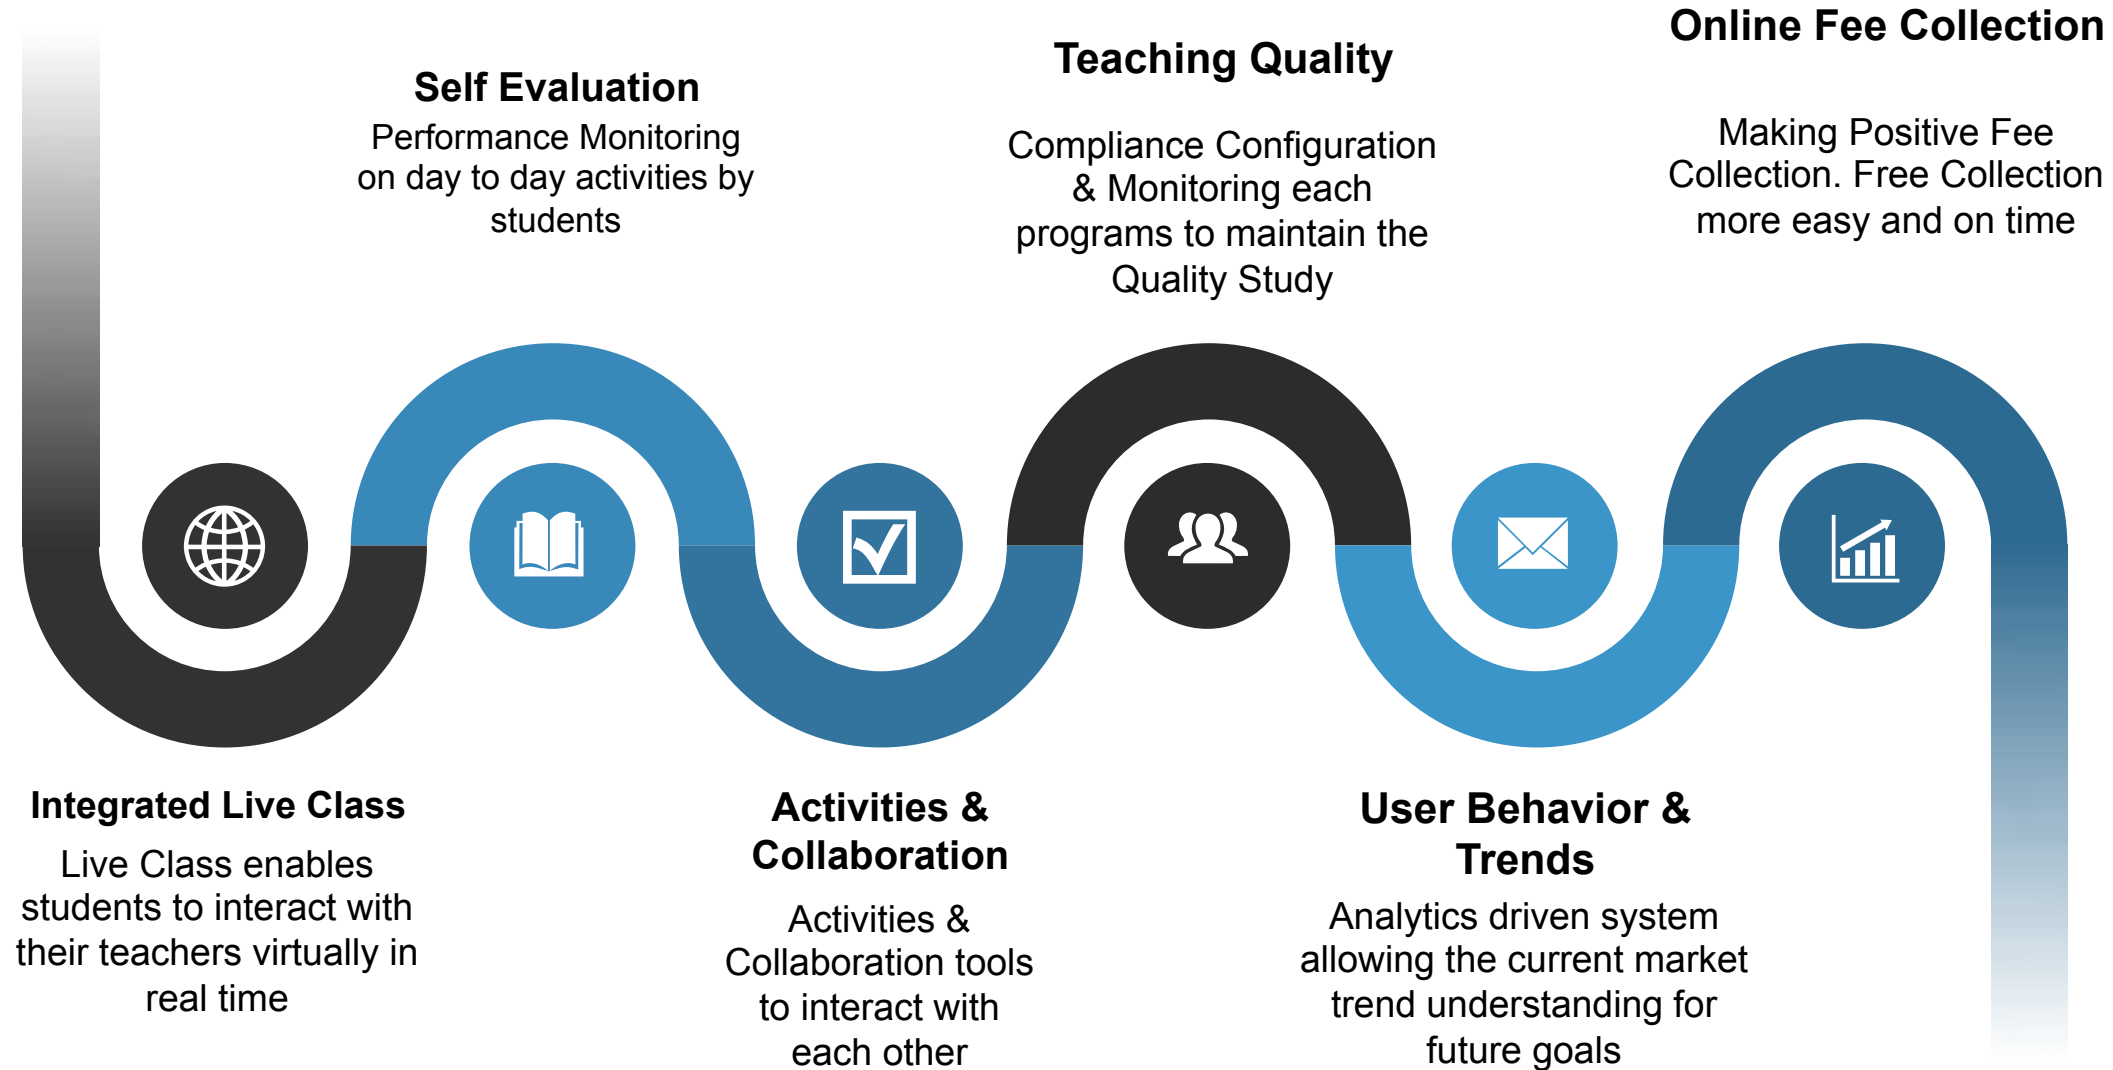 Online Fee Collection
Making Positive Fee
Collection. Free Collection
more easy and on time
Teaching Quality
Compliance Configuration
& Monitoring each
programs to maintain the
Quality Study
Self Evaluation
Performance Monitoring
on day to day activities by
students
Integrated Live Class
Live Class enables
students to interact with
their teachers virtually in
real time
Activities &
Collaboration
Activities &
Collaboration tools
to interact with
each other
User Behavior &
Trends
Analytics driven system
allowing the current market
trend understanding for
future goals